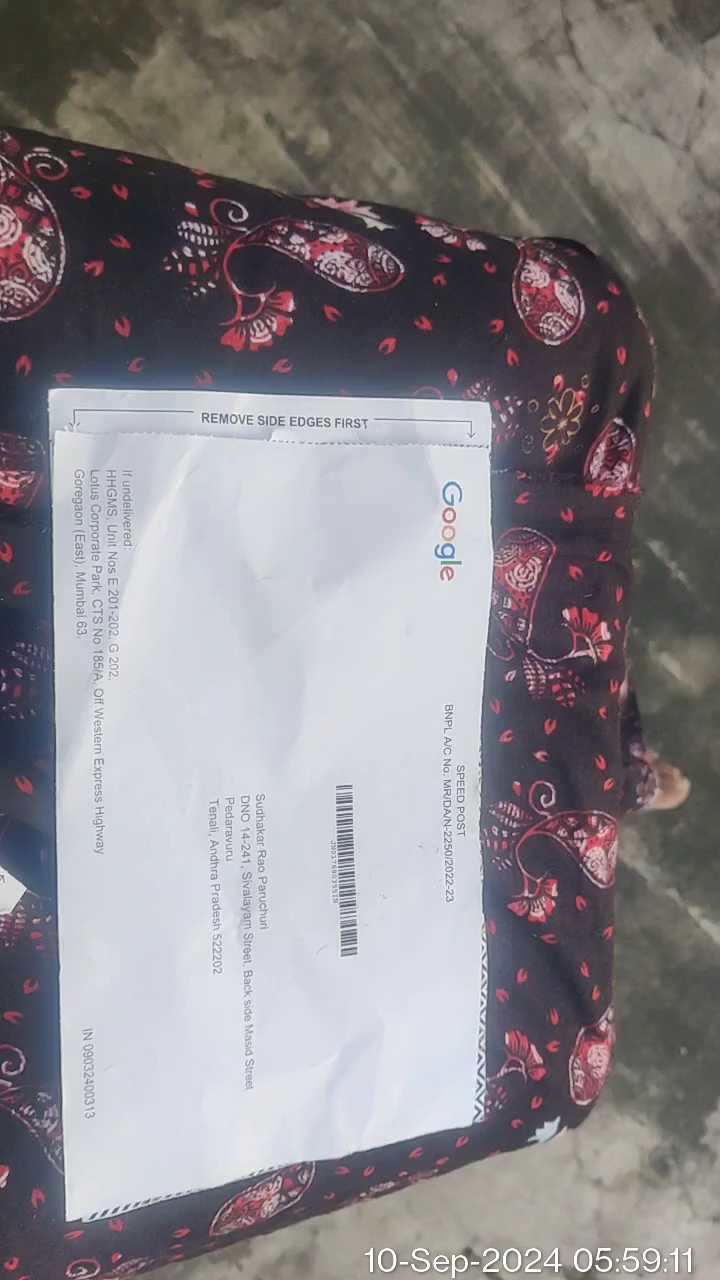 REMOVE SIDE EDGES FIRST
Google
SPEED POST
BNPL A/C No. MR/DA/N-2250/2022-23
Sudhakar Rao Paruchuri
DNO 14-241, Sivalayam Street, Back side Masid Street
Pedaravuru
Tenali, Andhra Pradesh 522202
If undelivered:
HHGMS, Unit Nos E 201-202, G 202,
Lotus Corporate Park, CTS No 185/A, Off Western Express Highway
Goregaon (East), Mumbai 63.
IN 09032400313
10-Sep-2024 05:59:11